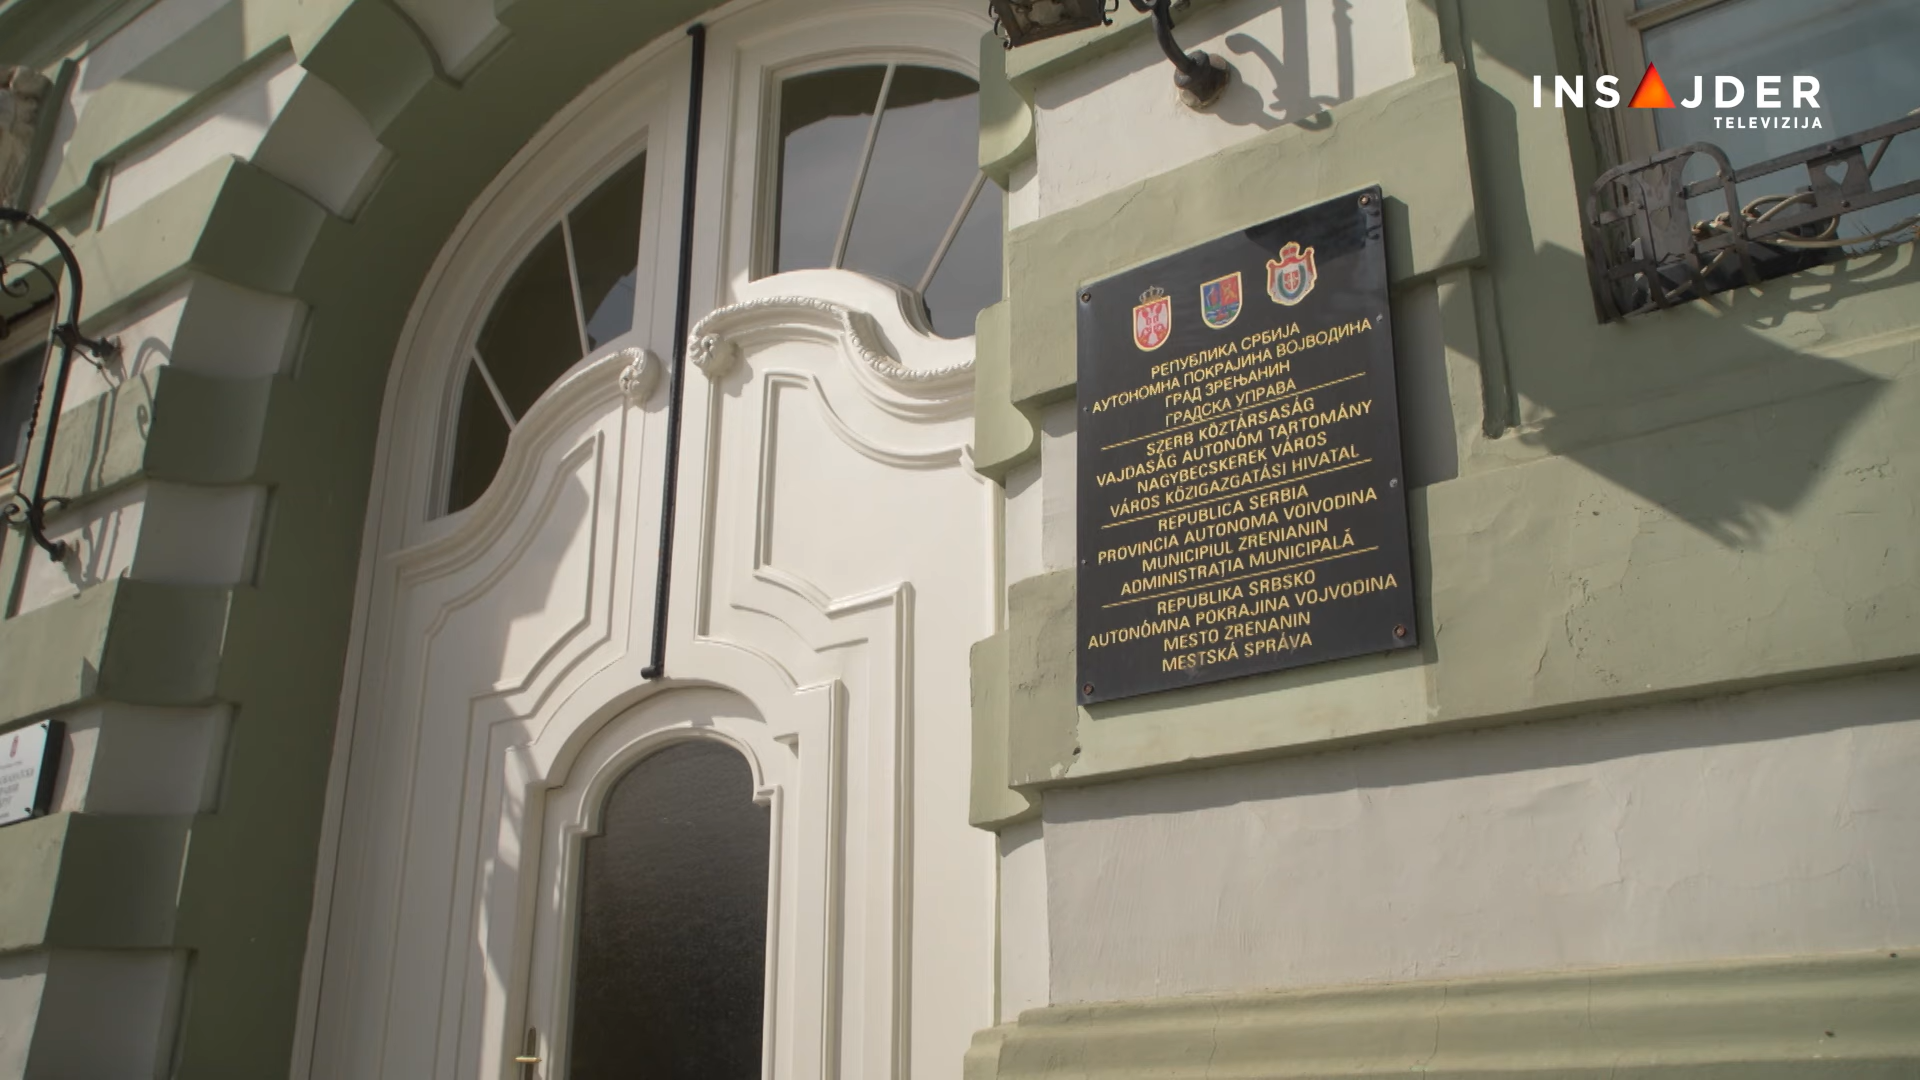 INSAJDER
TELEVIZIJA
РЕПУБЛИКА СРБИЈА
АУТОНОМНА ПОКРАЈИНА ВОЈВОДИНА
ГРАД ЗРЕЊАНИН
ГРАДСКА УПРАВА
SZERB KÖZTÁRSASÁG
VAJDASÁG AUTONÓM TARTOMÁNY
NAGYBECSKEREK VÁROS
VÁROS KÖZIGAZGATÁSI HIVATAL
REPUBLICA SERBIA
PROVINCIA AUTONOMA VOIVODINA
MUNICIPIUL ZRENIANIN
ADMINISTRAŢIA MUNICIPALĂ
REPUBLIKA SRBSKO
AUTONÓMNA POKRAJINA VOJVODINA
MESTO ZRENANIN
MESTSKÁ SPRÁVA